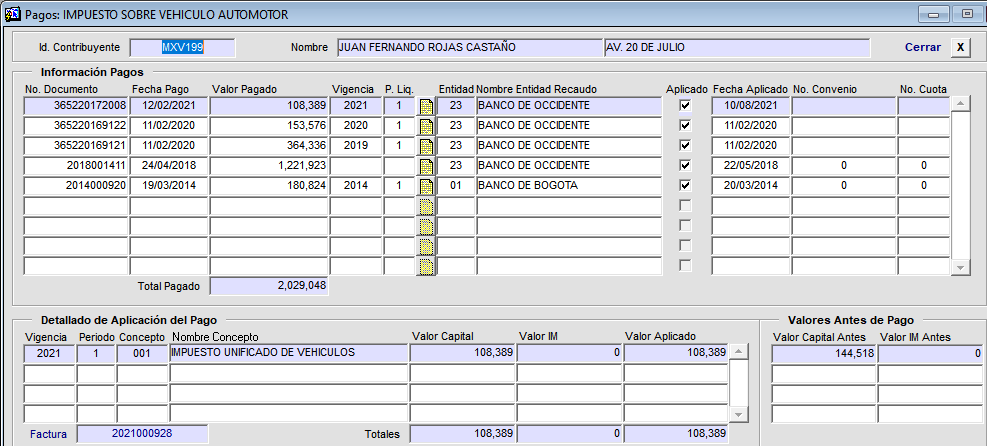 Pagos: IMPUESTO SOBRE VEHICULO AUTOMOTOR
Id. Contribuyente MXV199 Nombre JUAN FERNANDO ROJAS CASTAÑO AV. 20 DE JULIO Cerrar X
Información Pagos
No. Documento Fecha Pago Valor Pagado Vigencia P. Liq. Entidad Nombre Entidad Recaudo Aplicado Fecha Aplicado No. Convenio No. Cuota
365220172008 12/02/2021 108,389 2021 1 23 BANCO DE OCCIDENTE 10/08/2021
365220169122 11/02/2020 153,576 2020 1 23 BANCO DE OCCIDENTE 11/02/2020
365220169121 11/02/2020 364,336 2019 1 23 BANCO DE OCCIDENTE 11/02/2020
2018001411 24/04/2018 1,221,923 23 BANCO DE OCCIDENTE 22/05/2018 0 0
2014000920 19/03/2014 180,824 2014 1 01 BANCO DE BOGOTA 20/03/2014 0 0
Total Pagado 2,029,048
Detallado de Aplicación del Pago Valores Antes de Pago
Vigencia Periodo Concepto Nombre Concepto Valor Capital Valor IM Valor Aplicado Valor Capital Antes Valor IM Antes
2021 1 001 IMPUESTO UNIFICADO DE VEHICULOS 108,389 0 108,389 144,518 0
Factura 2021000928 Totales 108,389 0 108,389